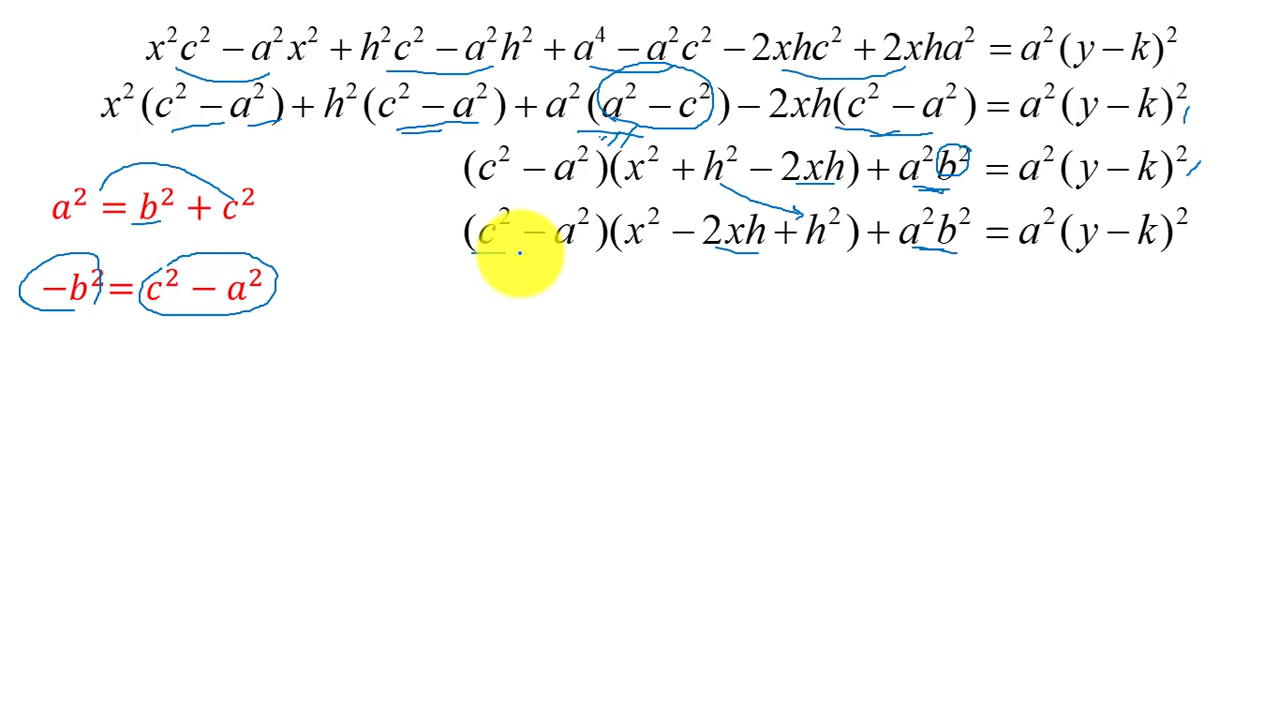 x²c² − a²x² + h²c² − a²h² + a⁴ − a²c² − 2xhc² + 2xha² = a²(y − k)²
x²(c² − a²) + h²(c² − a²) + a²(a² − c²) − 2xh(c² − a²) = a²(y − k)²
(c² − a²)(x² + h² − 2xh) + a²b² = a²(y − k)²
a² = b² + c²
(c² − a²)(x² − 2xh + h²) + a²b² = a²(y − k)²
−b² = c² − a²